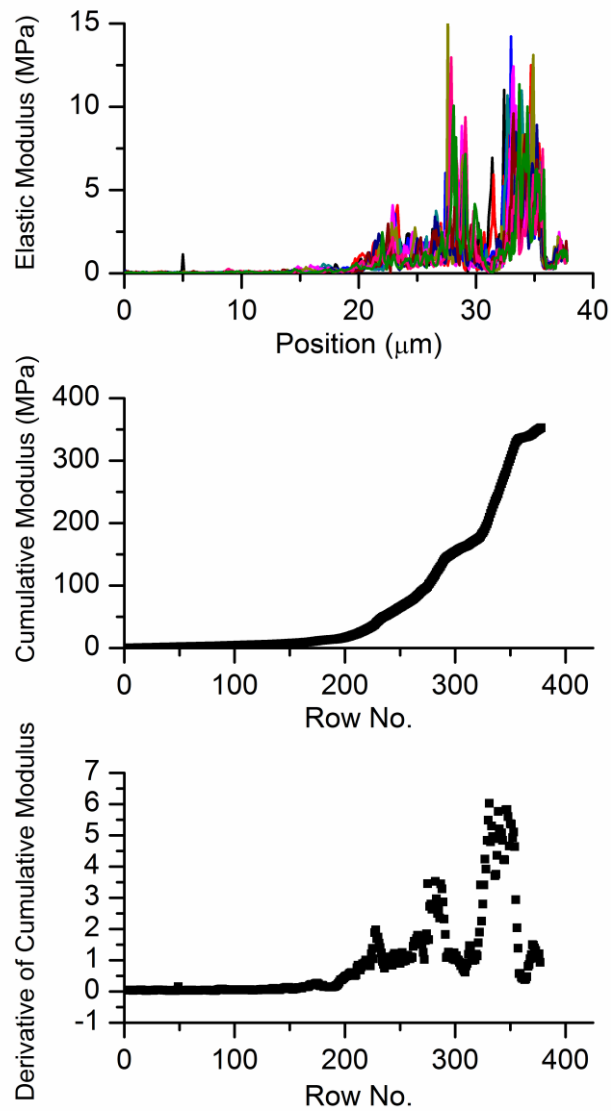 Elastic Modulus (MPa)
15
10
5
0
0 10 20 30 40
Position (μm)
Cumulative Modulus (MPa)
400
300
200
100
0
0 100 200 300 400
Row No.
Derivative of Cumulative Modulus
7
6
5
4
3
2
1
0
-1
0 100 200 300 400
Row No.